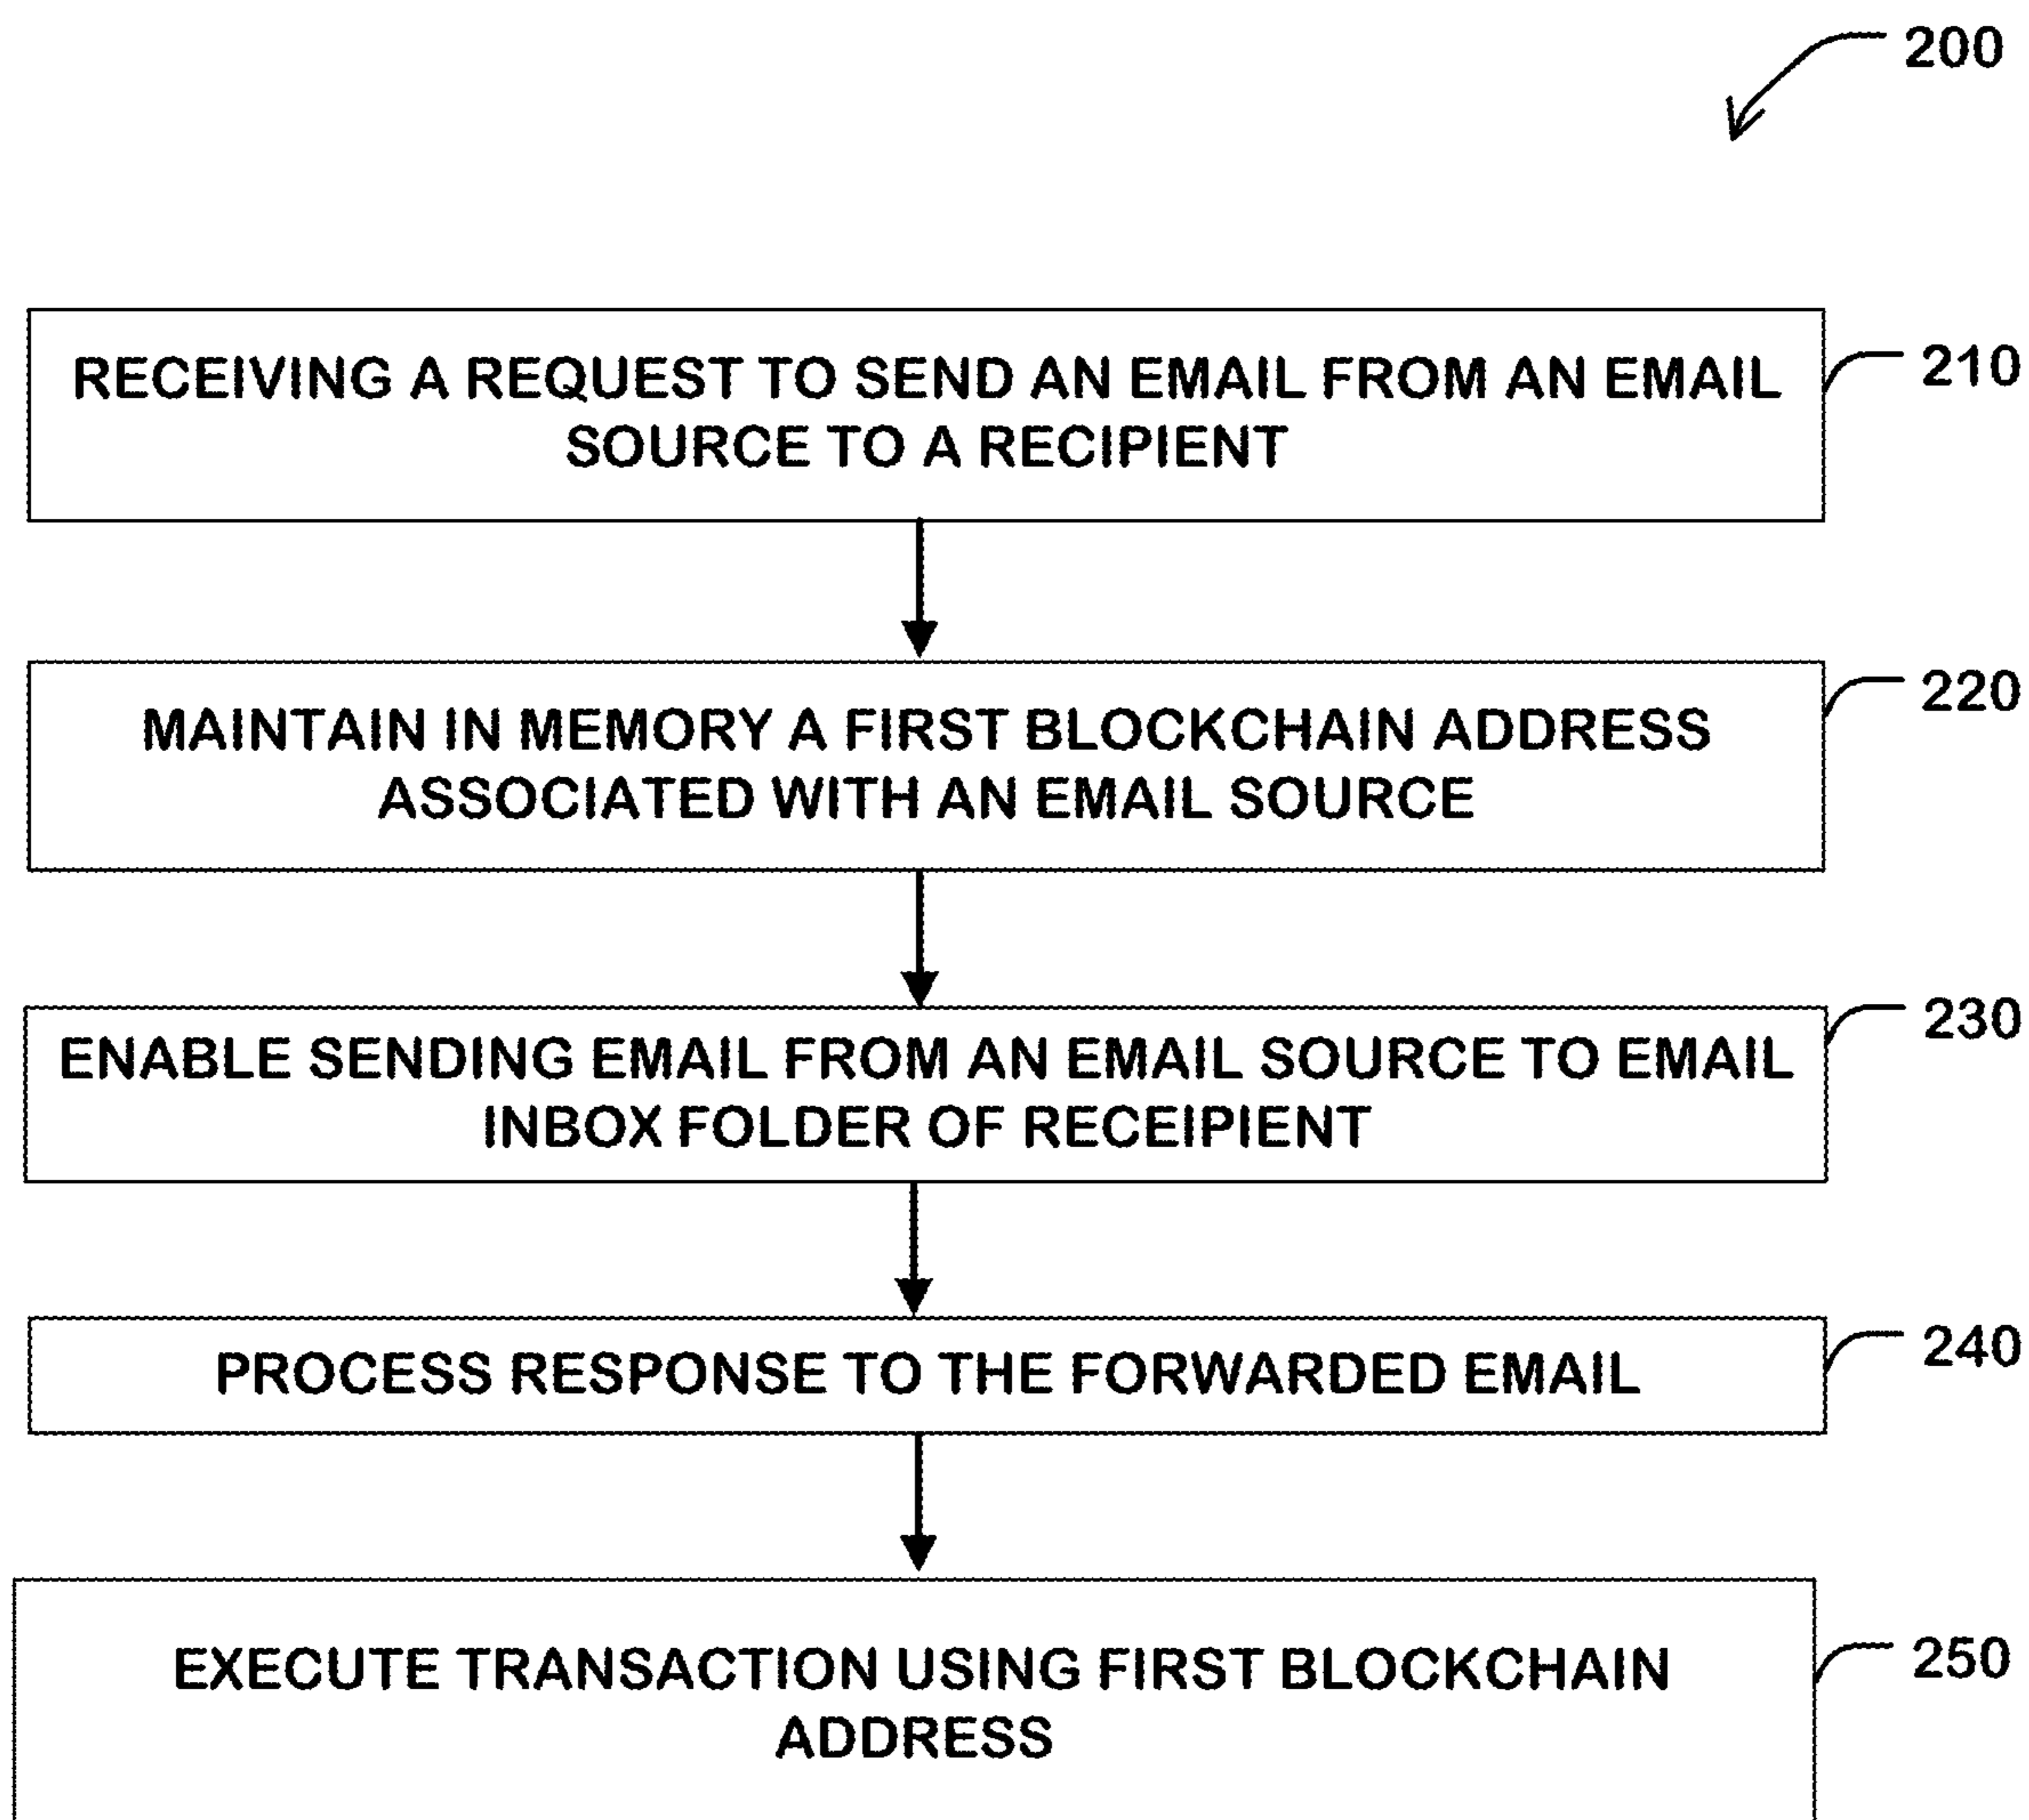 200
RECEIVING A REQUEST TO SEND AN EMAIL FROM AN EMAIL
SOURCE TO A RECIPIENT
210
MAINTAIN IN MEMORY A FIRST BLOCKCHAIN ADDRESS
ASSOCIATED WITH AN EMAIL SOURCE
220
ENABLE SENDING EMAIL FROM AN EMAIL SOURCE TO EMAIL
INBOX FOLDER OF RECEIPIENT
230
PROCESS RESPONSE TO THE FORWARDED EMAIL
240
EXECUTE TRANSACTION USING FIRST BLOCKCHAIN
ADDRESS
250